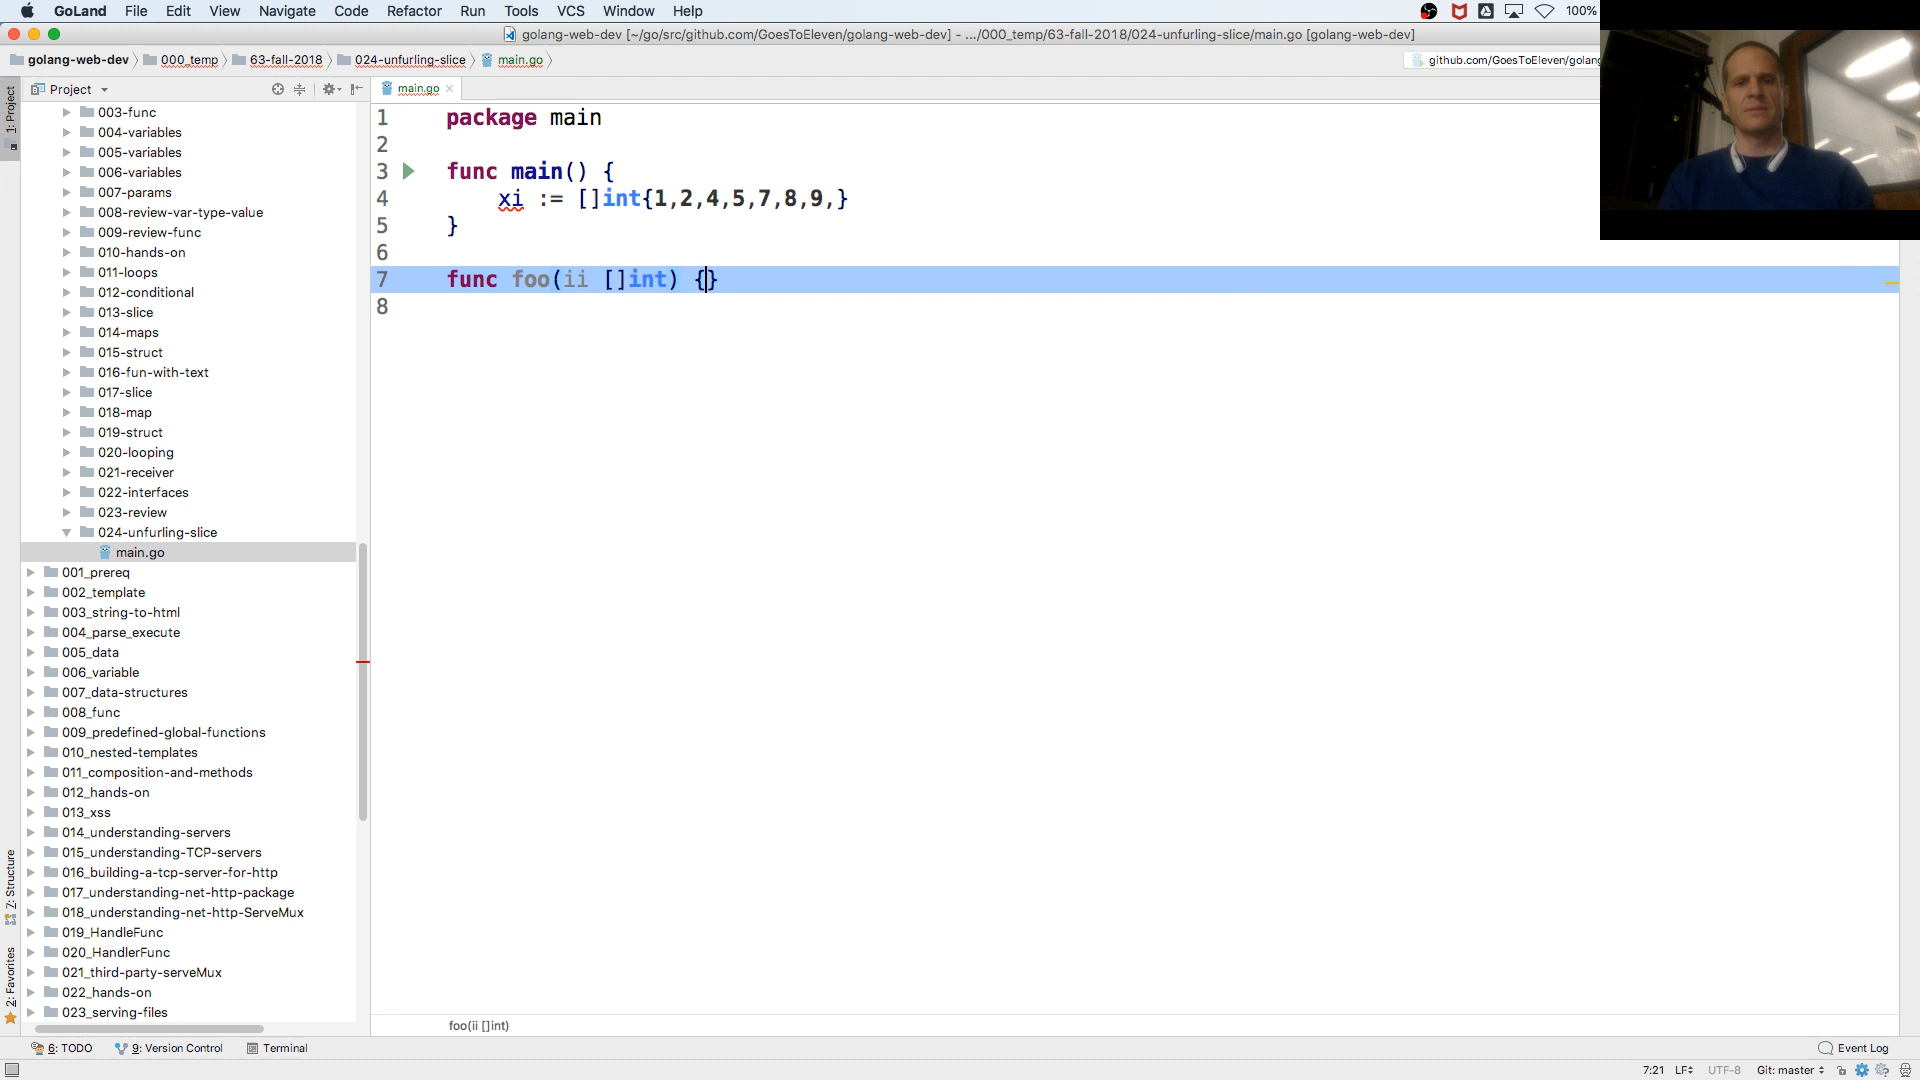 GoLand File Edit View Navigate Code Refactor Run Tools VCS Window Help 100%
golang-web-dev [~/go/src/github.com/GoesToEleven/golang-web-dev] - .../000_temp/63-fall-2018/024-unfurling-slice/main.go [golang-web-dev]
golang-web-dev 000_temp 63-fall-2018 024-unfurling-slice main.go github.com/GoesToEleven/golang
Project main.go
1: Project
003-func
004-variables
005-variables
006-variables
007-params
008-review-var-type-value
009-review-func
010-hands-on
011-loops
012-conditional
013-slice
014-maps
015-struct
016-fun-with-text
017-slice
018-map
019-struct
020-looping
021-receiver
022-interfaces
023-review
024-unfurling-slice
main.go
001_prereq
002_template
003_string-to-html
004_parse_execute
005_data
006_variable
007_data-structures
008_func
009_predefined-global-functions
010_nested-templates
011_composition-and-methods
012_hands-on
013_xss
014_understanding-servers
015_understanding-TCP-servers
016_building-a-tcp-server-for-http
017_understanding-net-http-package
018_understanding-net-http-ServeMux
019_HandleFunc
020_HandlerFunc
021_third-party-serveMux
022_hands-on
023_serving-files
7: Structure
2: Favorites
1 package main
2
3 func main() {
4 xi := []int{1,2,4,5,7,8,9,}
5 }
6
7 func foo(ii []int) {}
8
foo(ii []int)
6: TODO 9: Version Control Terminal Event Log
7:21 LF UTF-8 Git: master